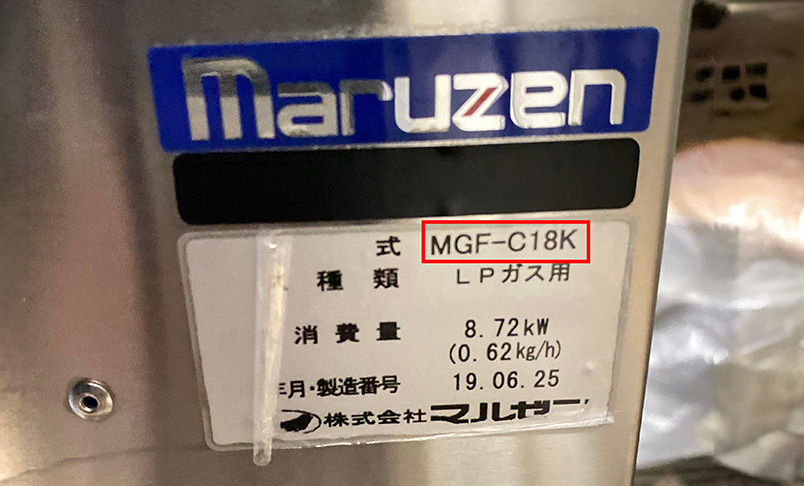 maruzen
式 MGF-C18K
種類 LPガス用
消費量 8.72kW
(0.62kg/h)
月・製造番号 19.06.25
株式会社マルゼン